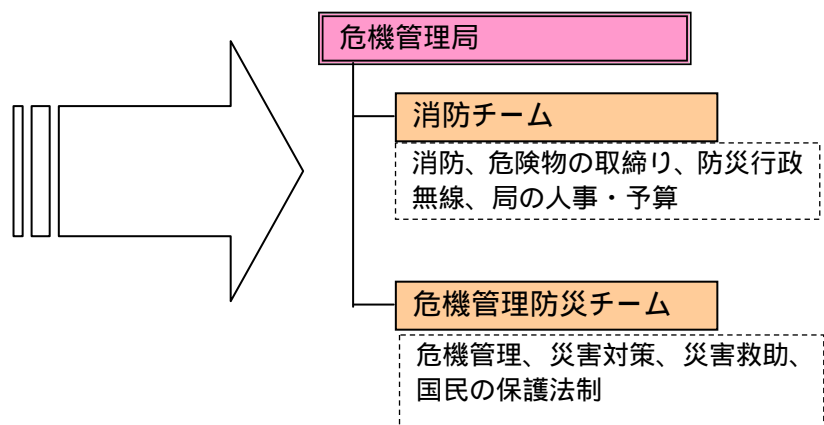 危機管理局
消防チーム
消防、危険物の取締り、防災行政
無線、局の人事・予算
危機管理防災チーム
危機管理、災害対策、災害救助、
国民の保護法制